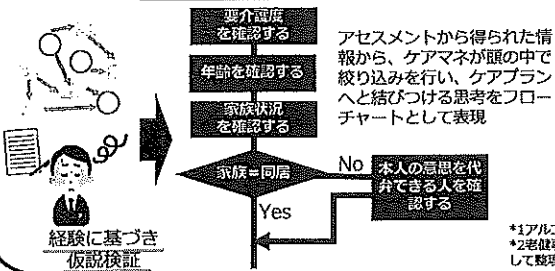 要介護度
を確認する
年齢を確認する
家族状況
を確認する
家族=同居
No
Yes
本人の意思を代
弁できる人を確
認する
アセスメントから得られた情
報から、ケアマネが頭の中で
絞り込みを行い、ケアプラン
へと結びつける思考をフロー
チャートとして表現
経験に基づき
仮説検証
*1アルゴ
*2老健事
して整理